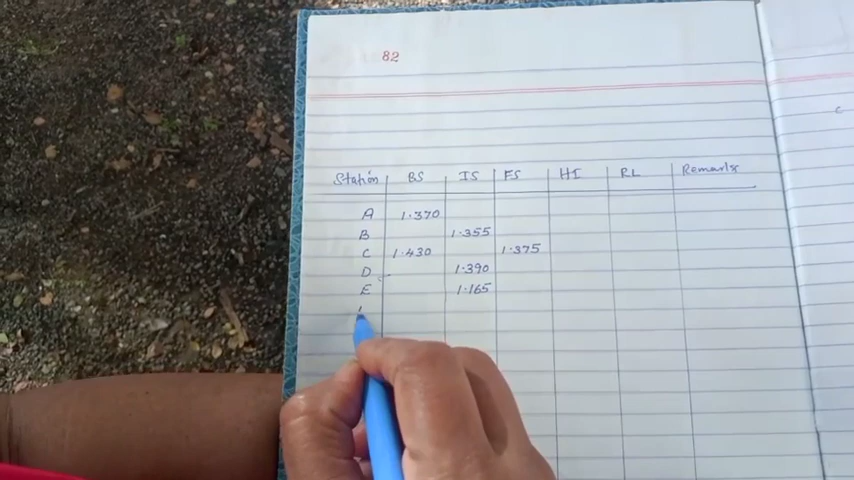 82
Station BS IS FS HI RL Remarks
A 1.370
B 1.355
C 1.430 1.375
D 1.390
E 1.165